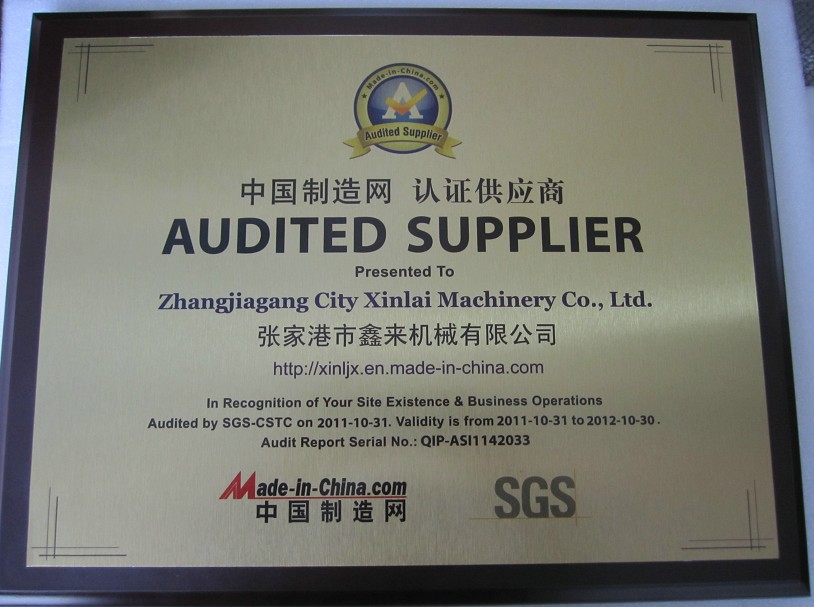 Made-in-China.com
A
Audited Supplier
中国制造网 认证供应商
AUDITED SUPPLIER
Presented To
Zhangjiagang City Xinlai Machinery Co., Ltd.
张家港市鑫来机械有限公司
http://xinljx.en.made-in-china.com
In Recognition of Your Site Existence & Business Operations
Audited by SGS-CSTC on 2011-10-31. Validity is from 2011-10-31 to 2012-10-30.
Audit Report Serial No.: QIP-ASI1142033
Made-in-China.com
中国制造网
SGS